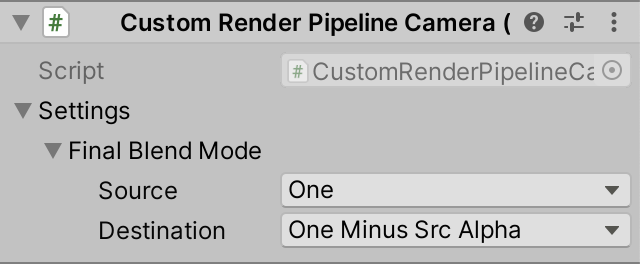 # Custom Render Pipeline Camera (
Script # CustomRenderPipelineCa
Settings
Final Blend Mode
Source One
Destination One Minus Src Alpha